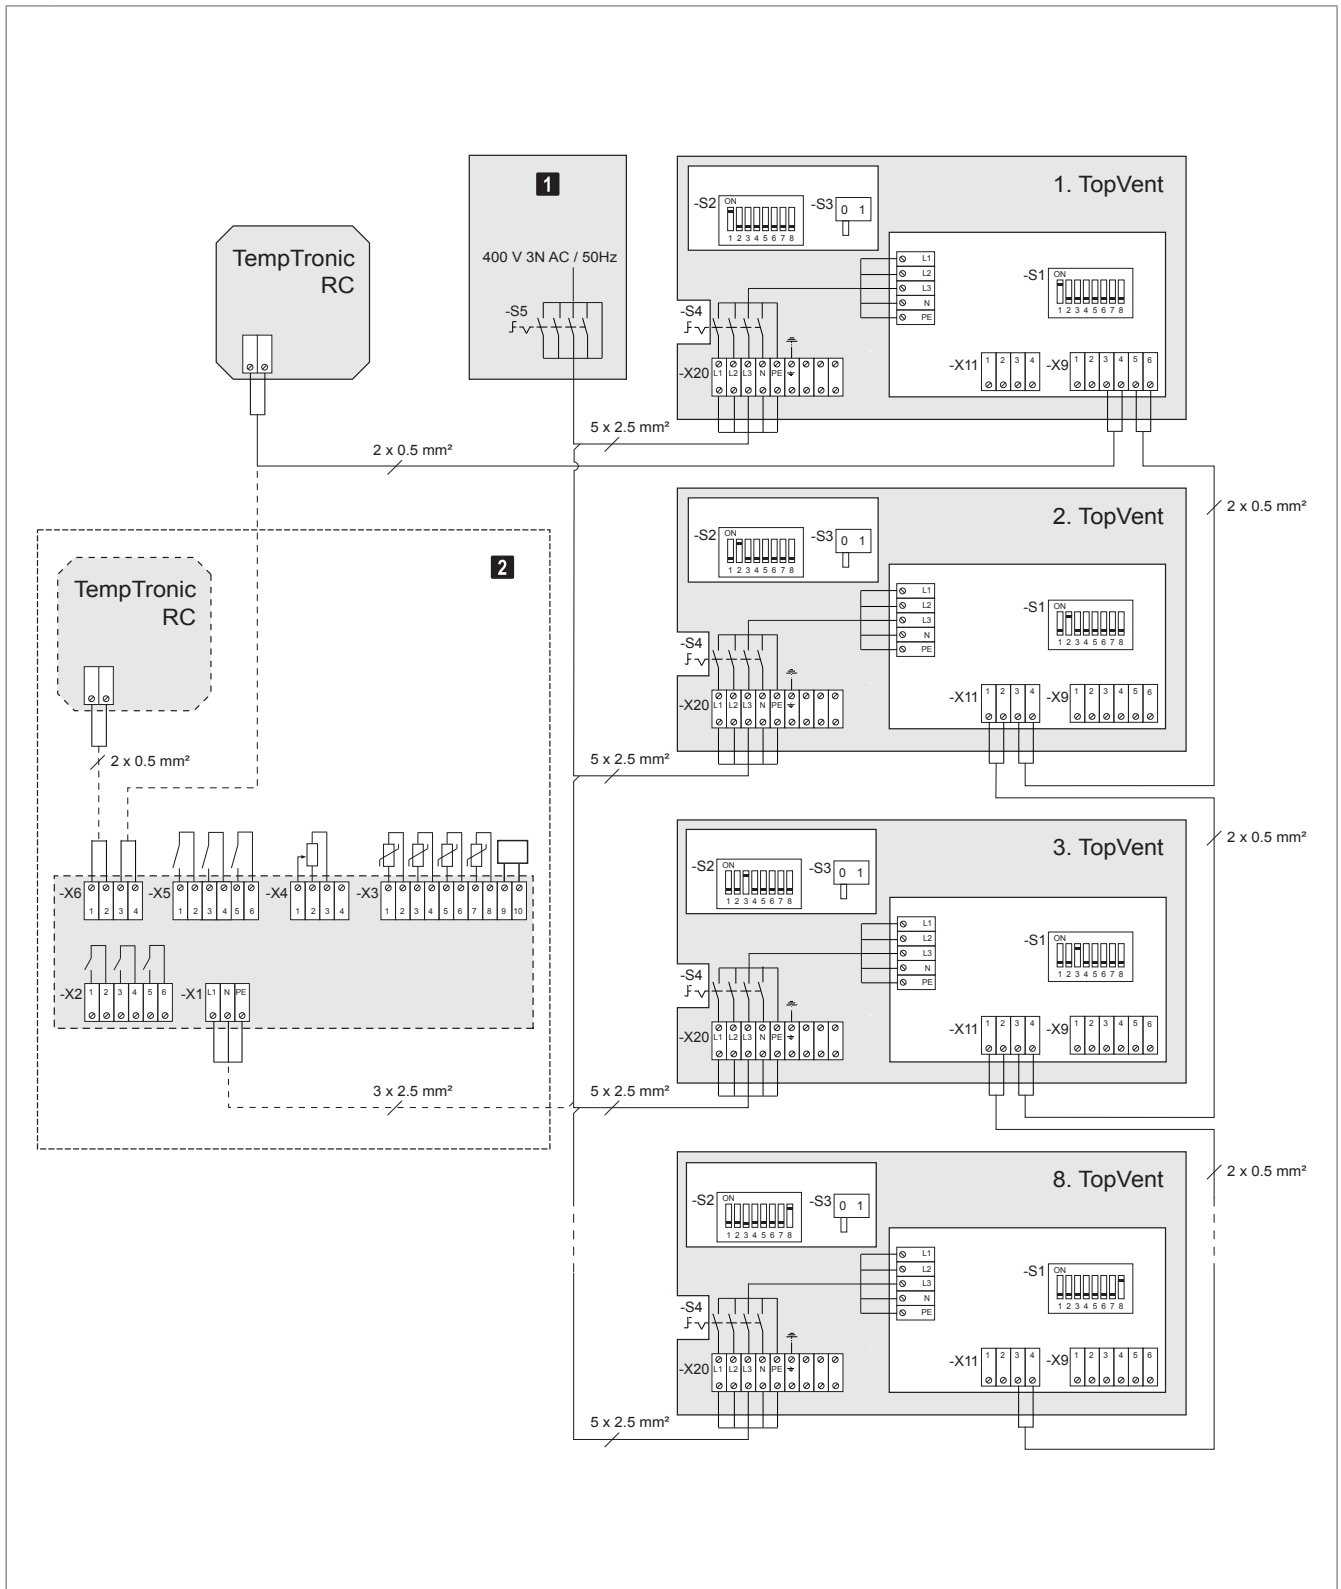 TempTronic
RC
1
400 V 3N AC / 50Hz
-S5
5 x 2.5 mm²
2 x 0.5 mm²
1. TopVent
-S2
ON
1 2 3 4 5 6 7 8
-S3
0 1
-S4
-X20
L1 L2 L3 N PE
L1
L2
L3
N
PE
-S1
ON
1 2 3 4 5 6 7 8
-X11
1 2 3 4
-X9
1 2 3 4 5 6
2 x 0.5 mm²
2. TopVent
-S2
ON
1 2 3 4 5 6 7 8
-S3
0 1
-S4
-X20
L1 L2 L3 N PE
L1
L2
L3
N
PE
-S1
ON
1 2 3 4 5 6 7 8
-X11
1 2 3 4
-X9
1 2 3 4 5 6
5 x 2.5 mm²
2 x 0.5 mm²
2
TempTronic
RC
2 x 0.5 mm²
-X6
1 2 3 4
-X5
1 2 3 4 5 6
-X4
1 2 3 4
-X3
1 2 3 4 5 6 7 8 9 10
-X2
1 2 3 4 5 6
-X1
L1 N PE
3 x 2.5 mm²
3. TopVent
-S2
ON
1 2 3 4 5 6 7 8
-S3
0 1
-S4
-X20
L1 L2 L3 N PE
L1
L2
L3
N
PE
-S1
ON
1 2 3 4 5 6 7 8
-X11
1 2 3 4
-X9
1 2 3 4 5 6
5 x 2.5 mm²
2 x 0.5 mm²
8. TopVent
-S2
ON
1 2 3 4 5 6 7 8
-S3
0 1
-S4
-X20
L1 L2 L3 N PE
L1
L2
L3
N
PE
-S1
ON
1 2 3 4 5 6 7 8
-X11
1 2 3 4
-X9
1 2 3 4 5 6
5 x 2.5 mm²